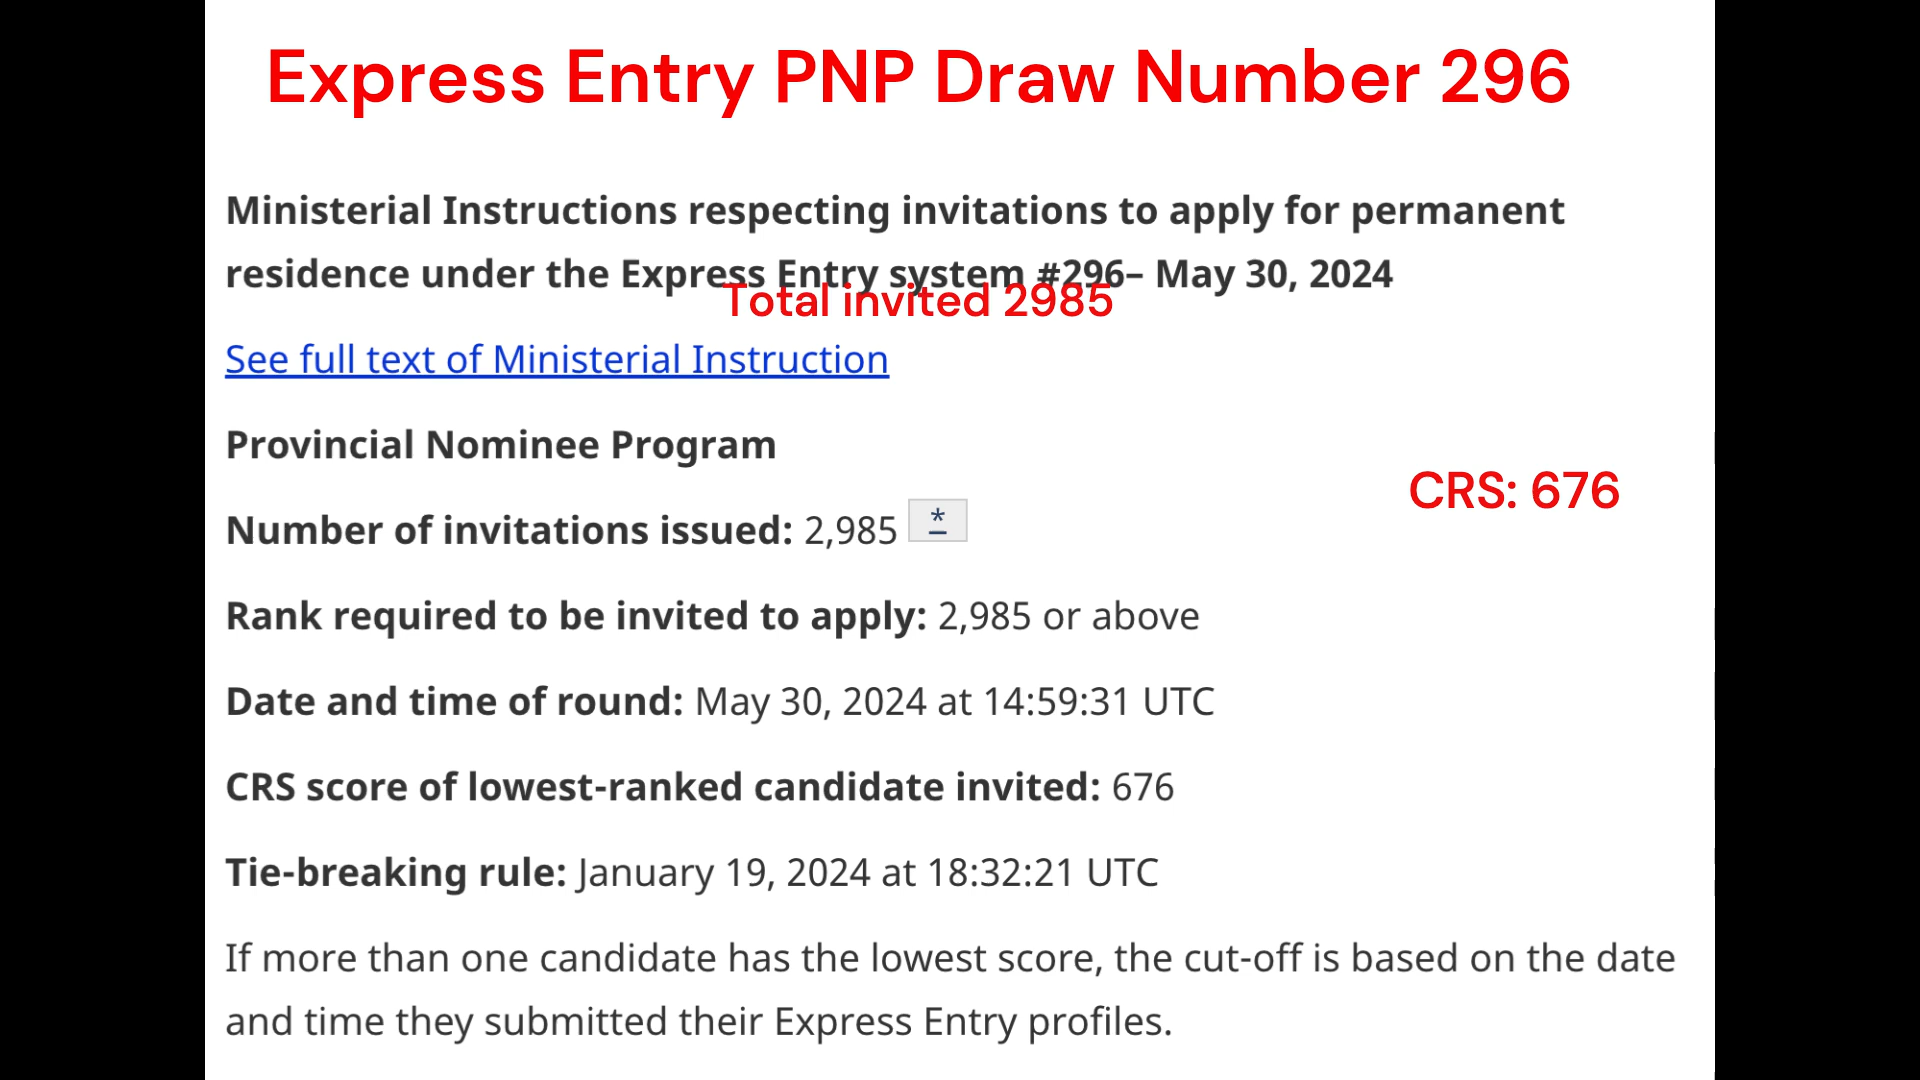 Express Entry PNP Draw Number 296
Ministerial Instructions respecting invitations to apply for permanent
residence under the Express Entry system #296– May 30, 2024
Total invited 2985
See full text of Ministerial Instruction
Provincial Nominee Program
CRS: 676
Number of invitations issued: 2,985 *
Rank required to be invited to apply: 2,985 or above
Date and time of round: May 30, 2024 at 14:59:31 UTC
CRS score of lowest-ranked candidate invited: 676
Tie-breaking rule: January 19, 2024 at 18:32:21 UTC
If more than one candidate has the lowest score, the cut-off is based on the date
and time they submitted their Express Entry profiles.